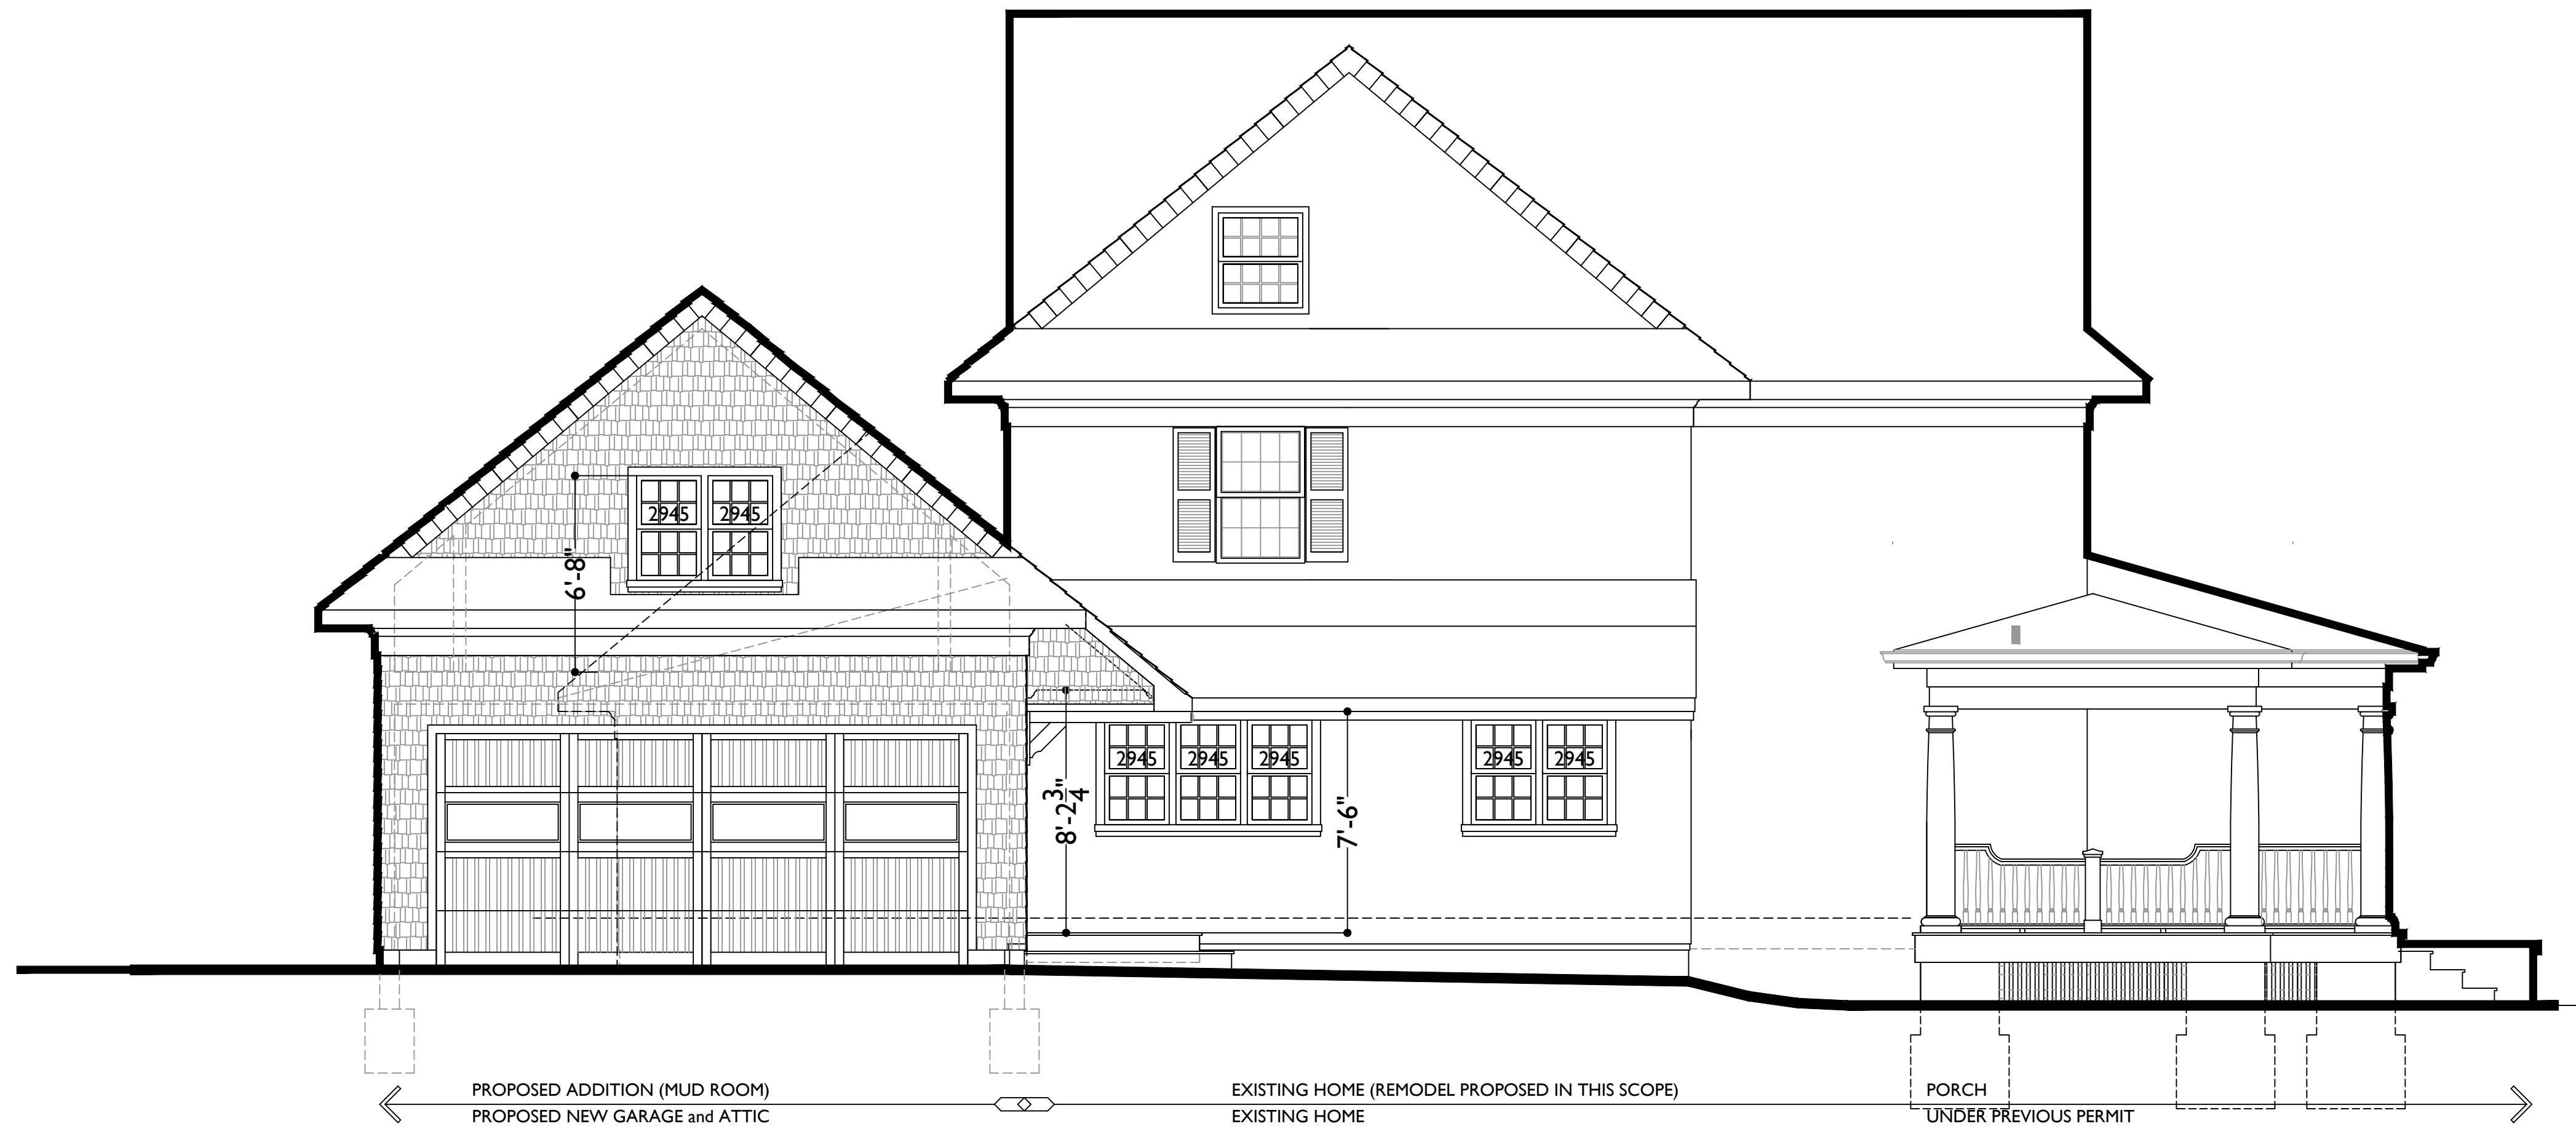 2945 2945
6'-8"
2945 2945 2945 2945 2945
8'-2 3/4"
7'-6"
PROPOSED ADDITION (MUD ROOM)
PROPOSED NEW GARAGE and ATTIC
EXISTING HOME (REMODEL PROPOSED IN THIS SCOPE)
EXISTING HOME
PORCH
UNDER PREVIOUS PERMIT